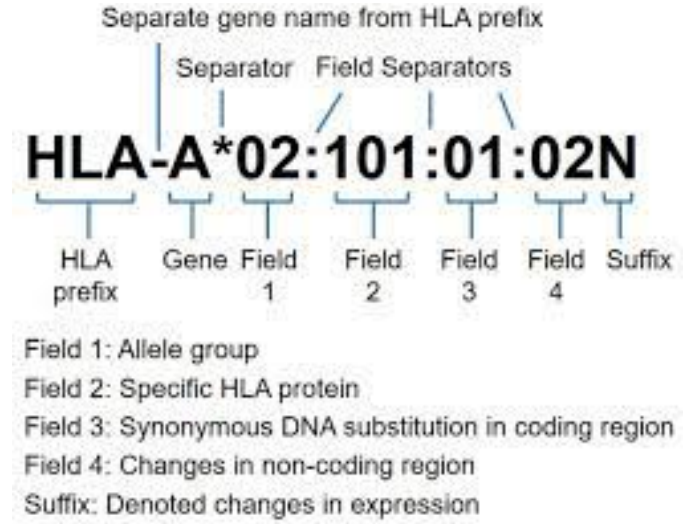 Separate gene name from HLA prefix
Separator Field Separators
HLA-A*02:101:01:02N
HLA prefix Gene Field 1 Field 2 Field 3 Field 4 Suffix
Field 1: Allele group
Field 2: Specific HLA protein
Field 3: Synonymous DNA substitution in coding region
Field 4: Changes in non-coding region
Suffix: Denoted changes in expression